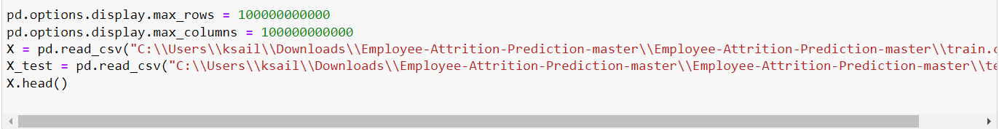 pd.options.display.max_rows = 100000000000
pd.options.display.max_columns = 100000000000
X = pd.read_csv("C:\\Users\\ksail\\Downloads\\Employee-Attrition-Prediction-master\\Employee-Attrition-Prediction-master\\train.c
X_test = pd.read_csv("C:\\Users\\ksail\\Downloads\\Employee-Attrition-Prediction-master\\Employee-Attrition-Prediction-master\\te
X.head()